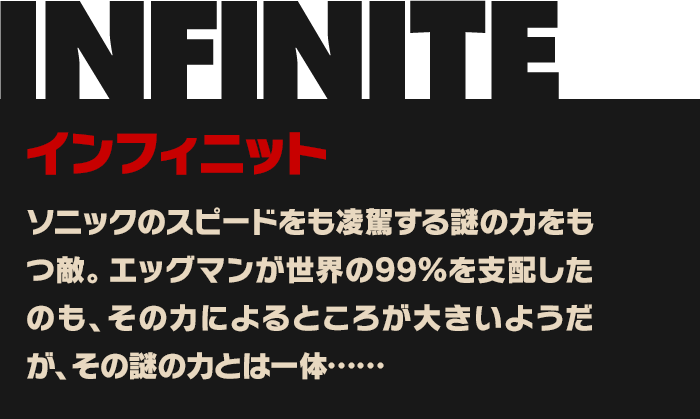 INFINITE
インフィニット
ソニックのスピードをも凌駕する謎の力をも
つ敵。エッグマンが世界の99%を支配した
のも、その力によるところが大きいようだ
が、その謎の力とは一体……